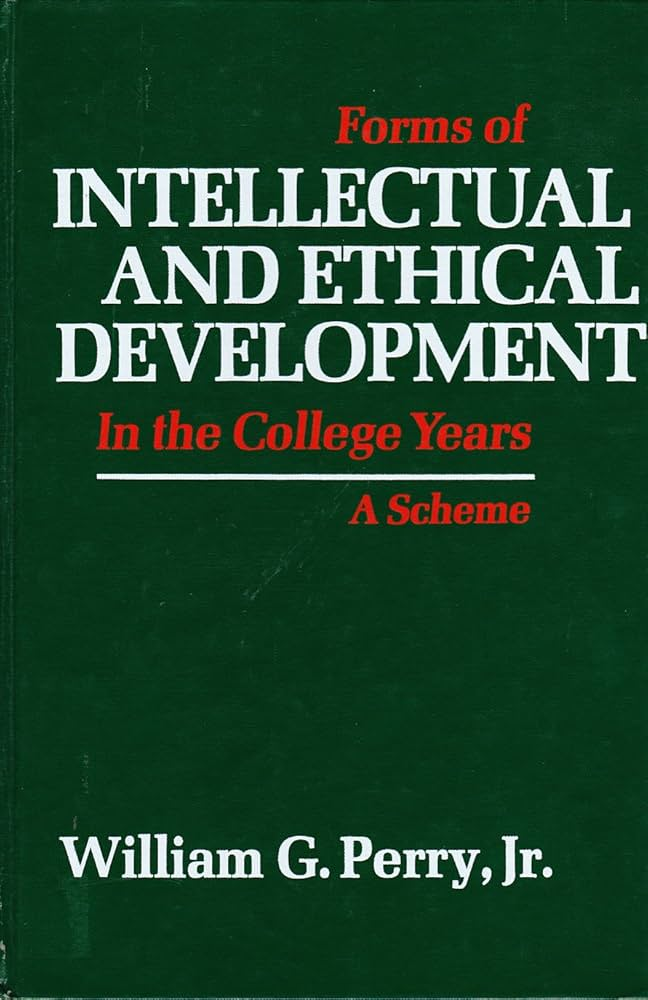 Forms of
INTELLECTUAL
AND ETHICAL
DEVELOPMENT
In the College Years
A Scheme
William G. Perry, Jr.